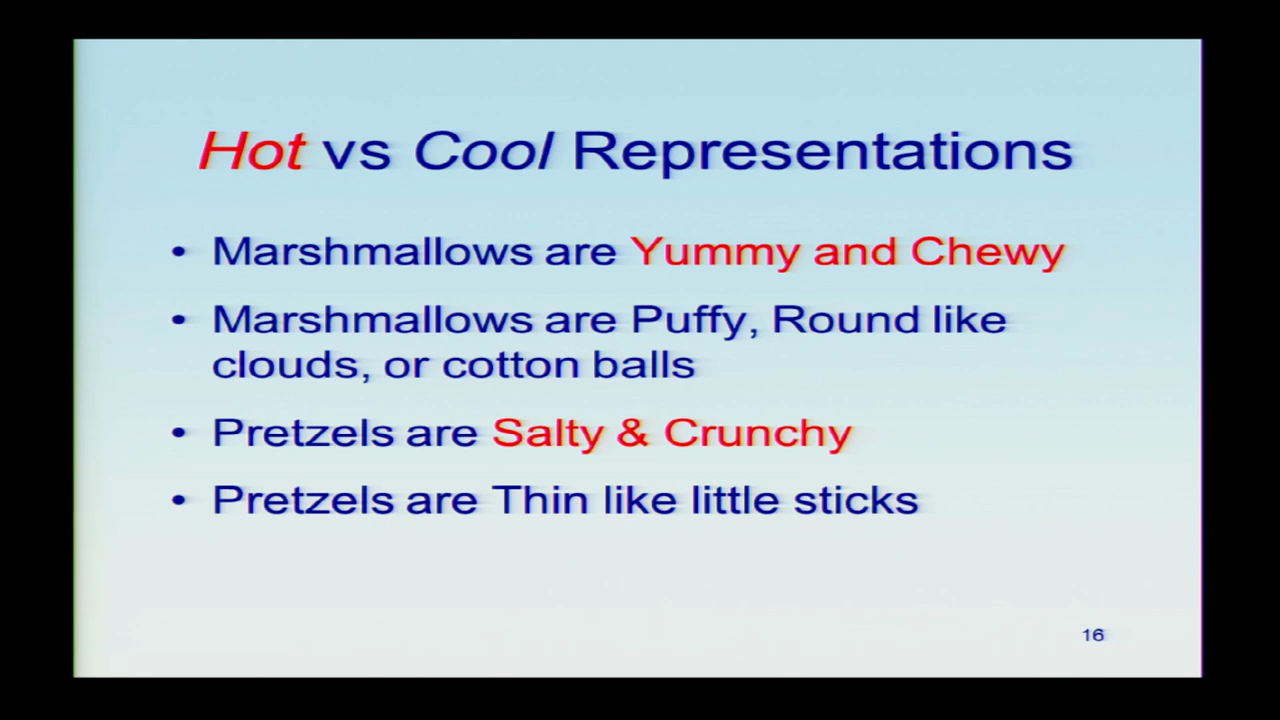 Hot vs Cool Representations
• Marshmallows are Yummy and Chewy
• Marshmallows are Puffy, Round like
clouds, or cotton balls
• Pretzels are Salty & Crunchy
• Pretzels are Thin like little sticks
16